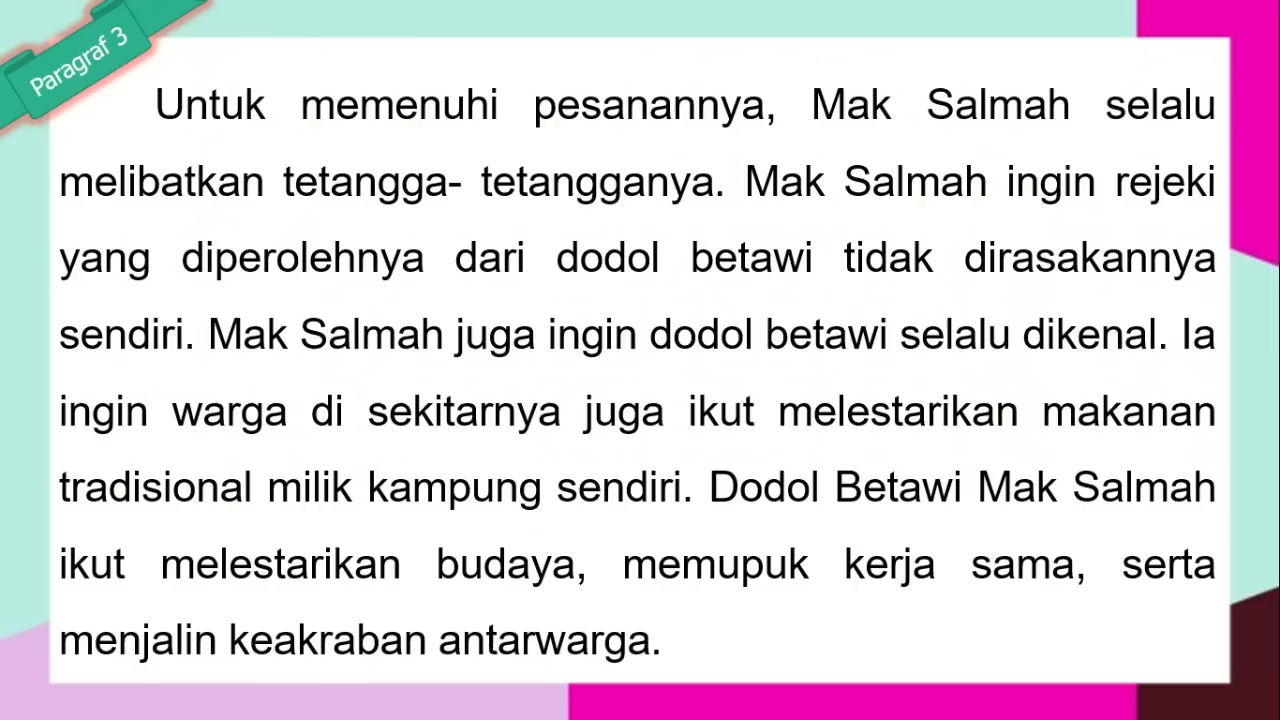 Paragraf 3
Untuk memenuhi pesanannya, Mak Salmah selalu
melibatkan tetangga- tetangganya. Mak Salmah ingin rejeki
yang diperolehnya dari dodol betawi tidak dirasakannya
sendiri. Mak Salmah juga ingin dodol betawi selalu dikenal. Ia
ingin warga di sekitarnya juga ikut melestarikan makanan
tradisional milik kampung sendiri. Dodol Betawi Mak Salmah
ikut melestarikan budaya, memupuk kerja sama, serta
menjalin keakraban antarwarga.